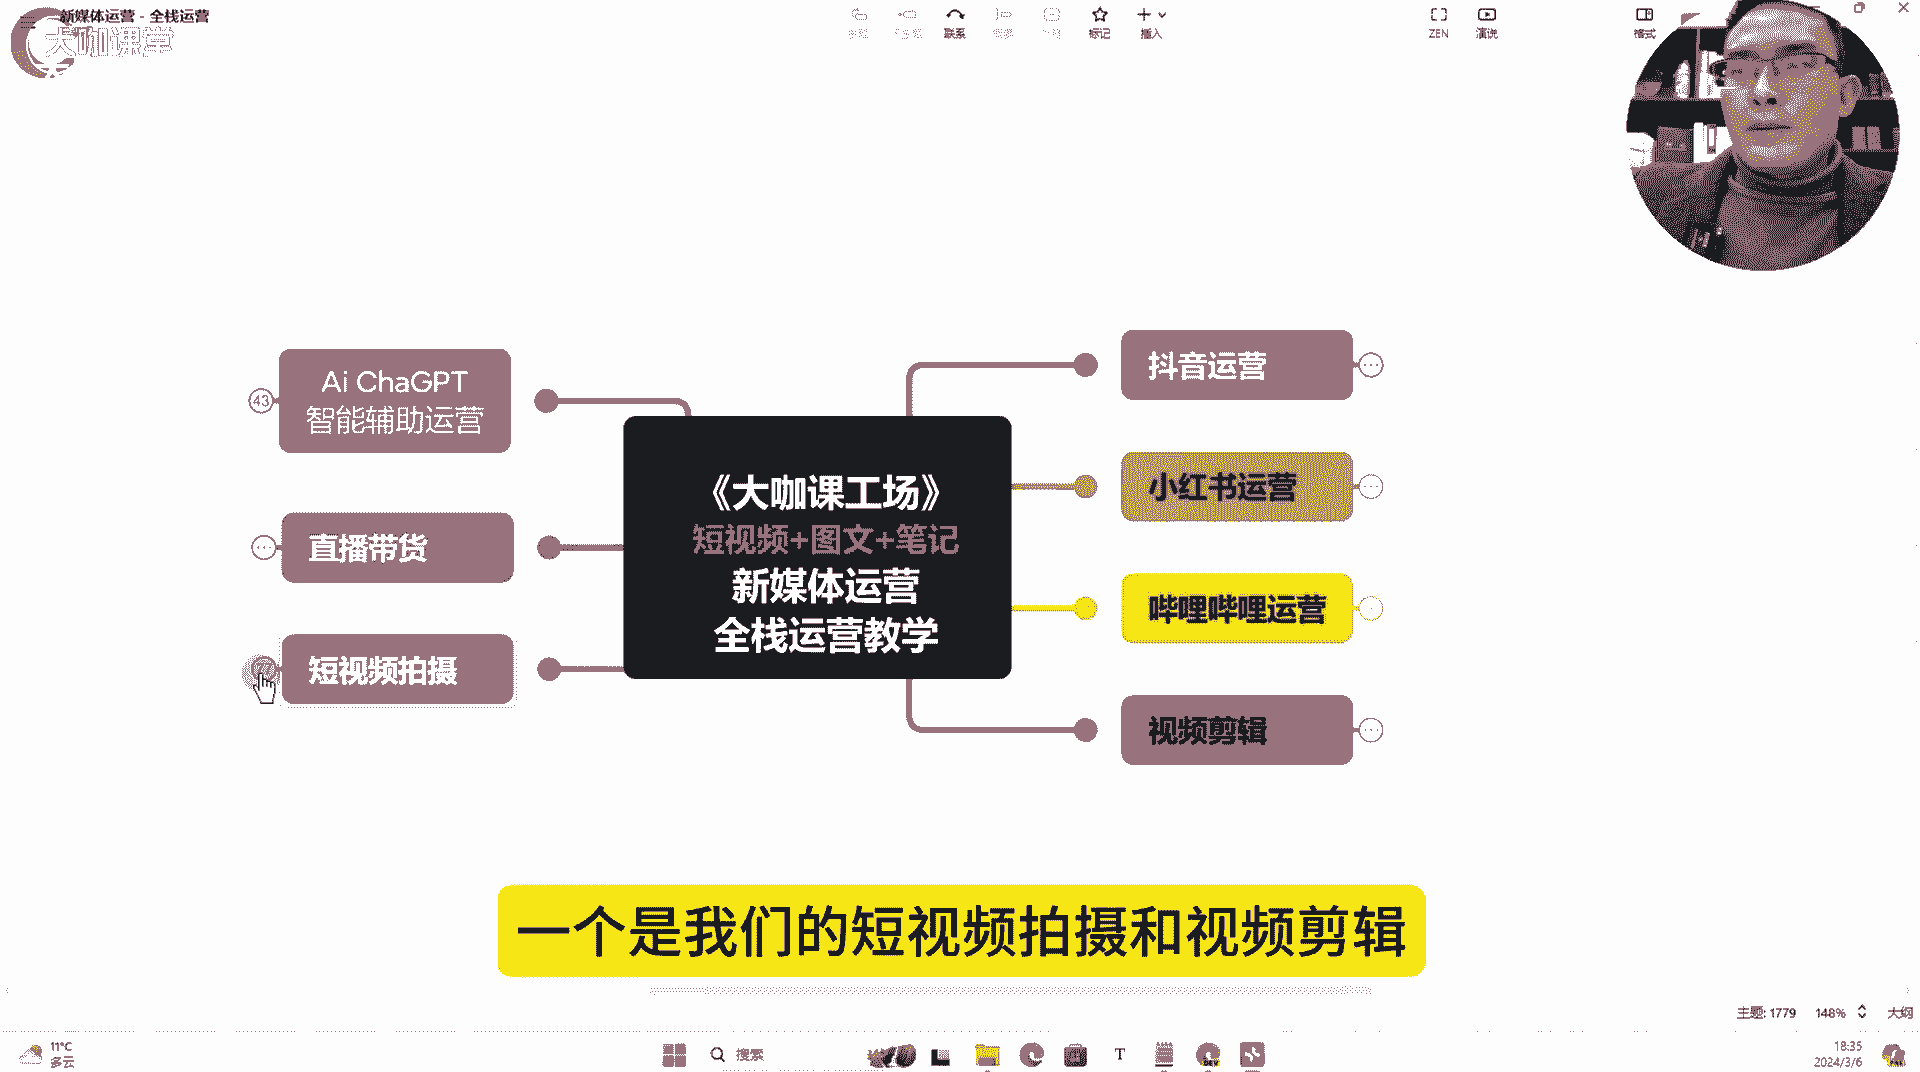 新媒体运营 - 全栈运营
大咖课堂
联系
标记
插入
ZEN
演说
格式
Ai ChaGPT
智能辅助运营
43
直播带货
短视频拍摄
《大咖课工场》
短视频+图文+笔记
新媒体运营
全栈运营教学
抖音运营
小红书运营
哔哩哔哩运营
视频剪辑
一个是我们的短视频拍摄和视频剪辑
主题: 1779
148%
大纲
11°C
多云
搜索
18:35
2024/3/6